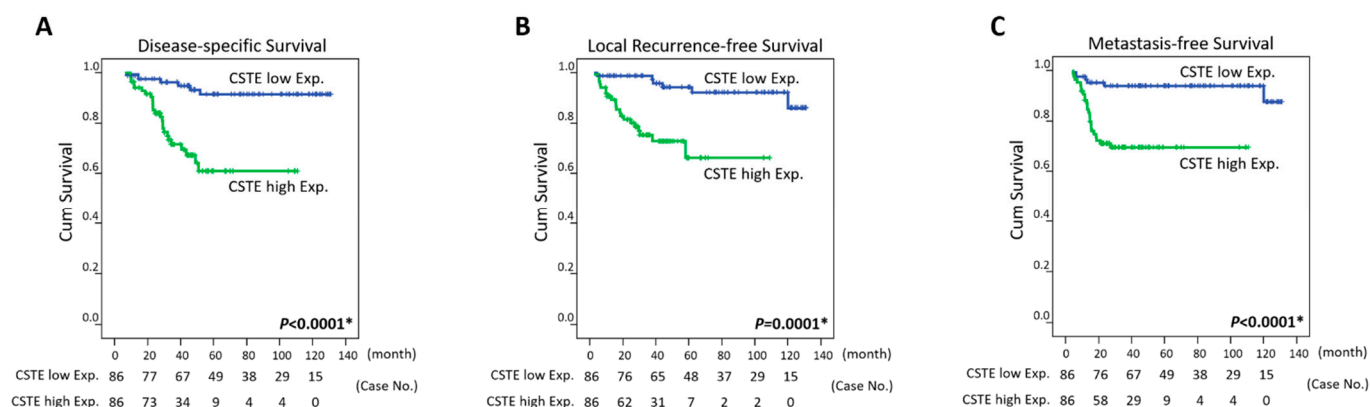 A
Disease-specific Survival
CSTE low Exp.
CSTE high Exp.
Cum Survival
1.0
0.8
0.6
0.4
0.2
0.0
P<0.0001*
0 20 40 60 80 100 120 140 (month)
CSTE low Exp. 86 77 67 49 38 29 15
(Case No.)
CSTE high Exp. 86 73 34 9 4 4 0
B
Local Recurrence-free Survival
CSTE low Exp.
CSTE high Exp.
Cum Survival
1.0
0.8
0.6
0.4
0.2
0.0
P=0.0001*
0 20 40 60 80 100 120 140 (month)
CSTE low Exp. 86 76 65 48 37 29 15
(Case No.)
CSTE high Exp. 86 62 31 7 2 2 0
C
Metastasis-free Survival
CSTE low Exp.
CSTE high Exp.
Cum Survival
1.0
0.8
0.6
0.4
0.2
0.0
P<0.0001*
0 20 40 60 80 100 120 140 (month)
CSTE low Exp. 86 76 67 49 38 29 15
(Case No.)
CSTE high Exp. 86 58 29 9 4 4 0